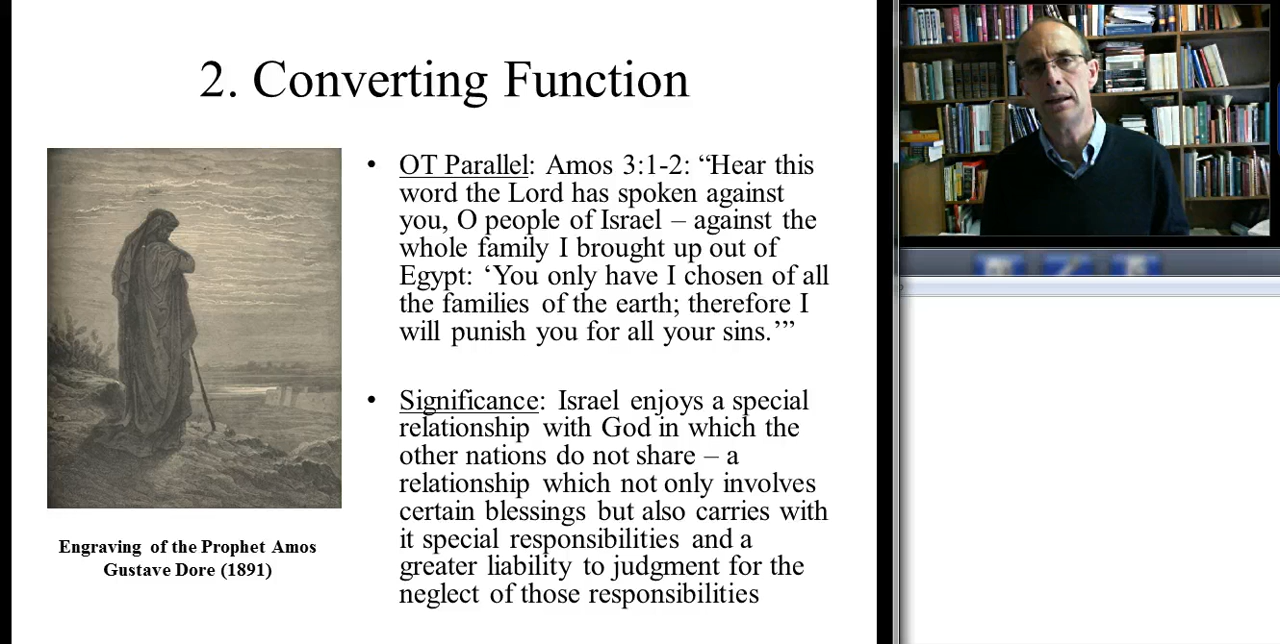 2. Converting Function
• OT Parallel: Amos 3:1-2: “Hear this
word the Lord has spoken against
you, O people of Israel – against the
whole family I brought up out of
Egypt: ‘You only have I chosen of all
the families of the earth; therefore I
will punish you for all your sins.’”
• Significance: Israel enjoys a special
relationship with God in which the
other nations do not share – a
relationship which not only involves
certain blessings but also carries with
it special responsibilities and a
greater liability to judgment for the
neglect of those responsibilities
Engraving of the Prophet Amos
Gustave Dore (1891)